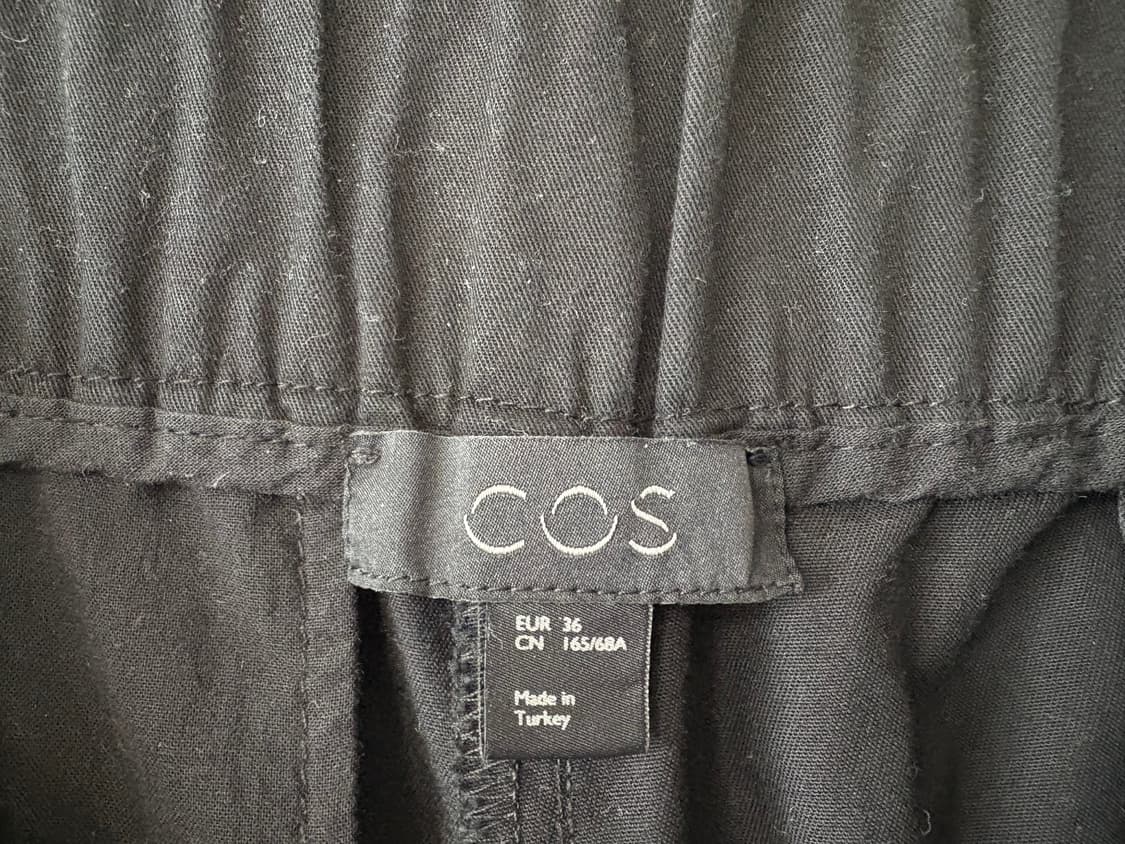 COS
EUR 36
CN 165/68A
Made in
Turkey